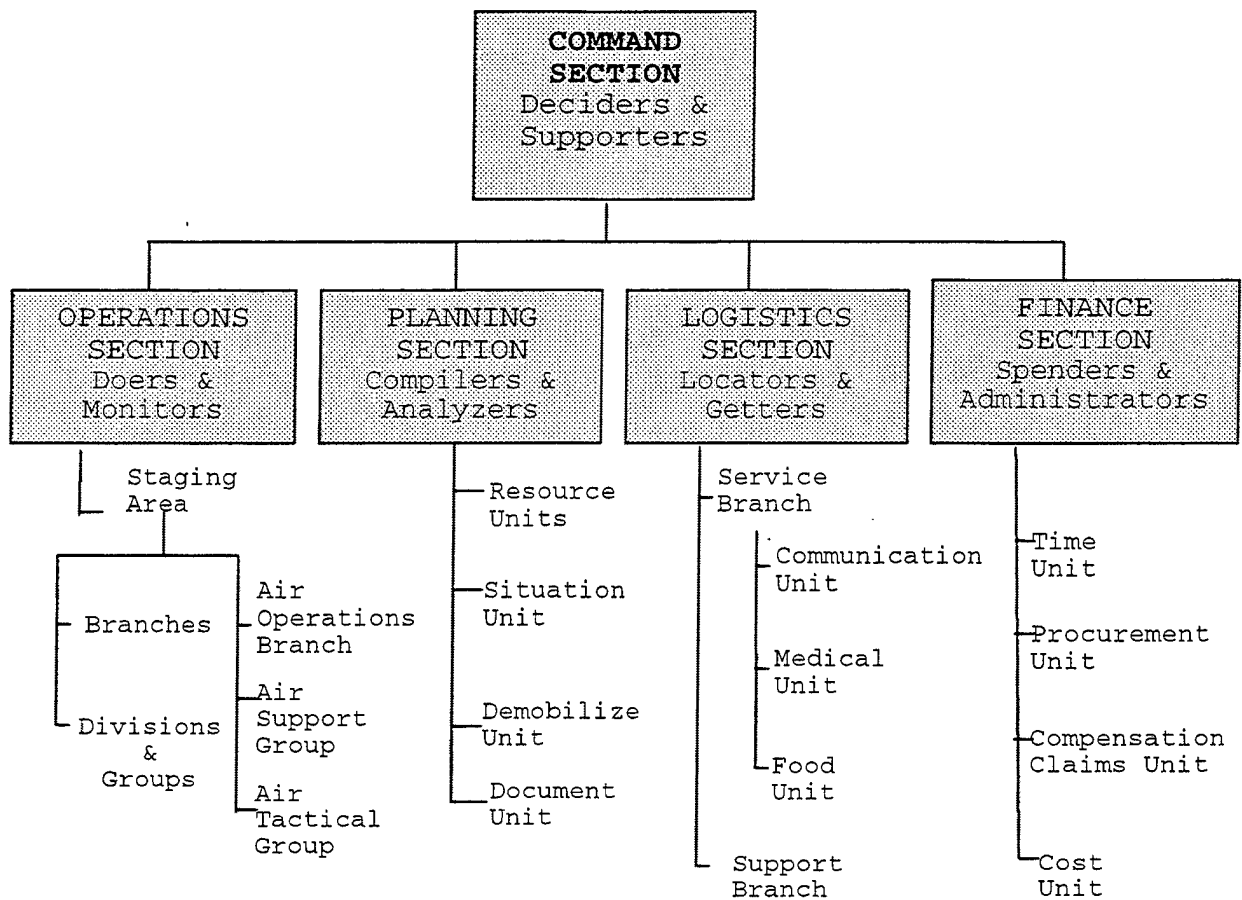 COMMAND
SECTION
Deciders &
Supporters
OPERATIONS
SECTION
Doers &
Monitors
Staging
Area
Branches
Divisions
&
Groups
Air
Operations
Branch
Air
Support
Group
Air
Tactical
Group
PLANNING
SECTION
Compilers &
Analyzers
Resource
Units
Situation
Unit
Demobilize
Unit
Document
Unit
LOGISTICS
SECTION
Locators &
Getters
Service
Branch
Communication
Unit
Medical
Unit
Food
Unit
Support
Branch
FINANCE
SECTION
Spenders &
Administrators
Time
Unit
Procurement
Unit
Compensation
Claims Unit
Cost
Unit